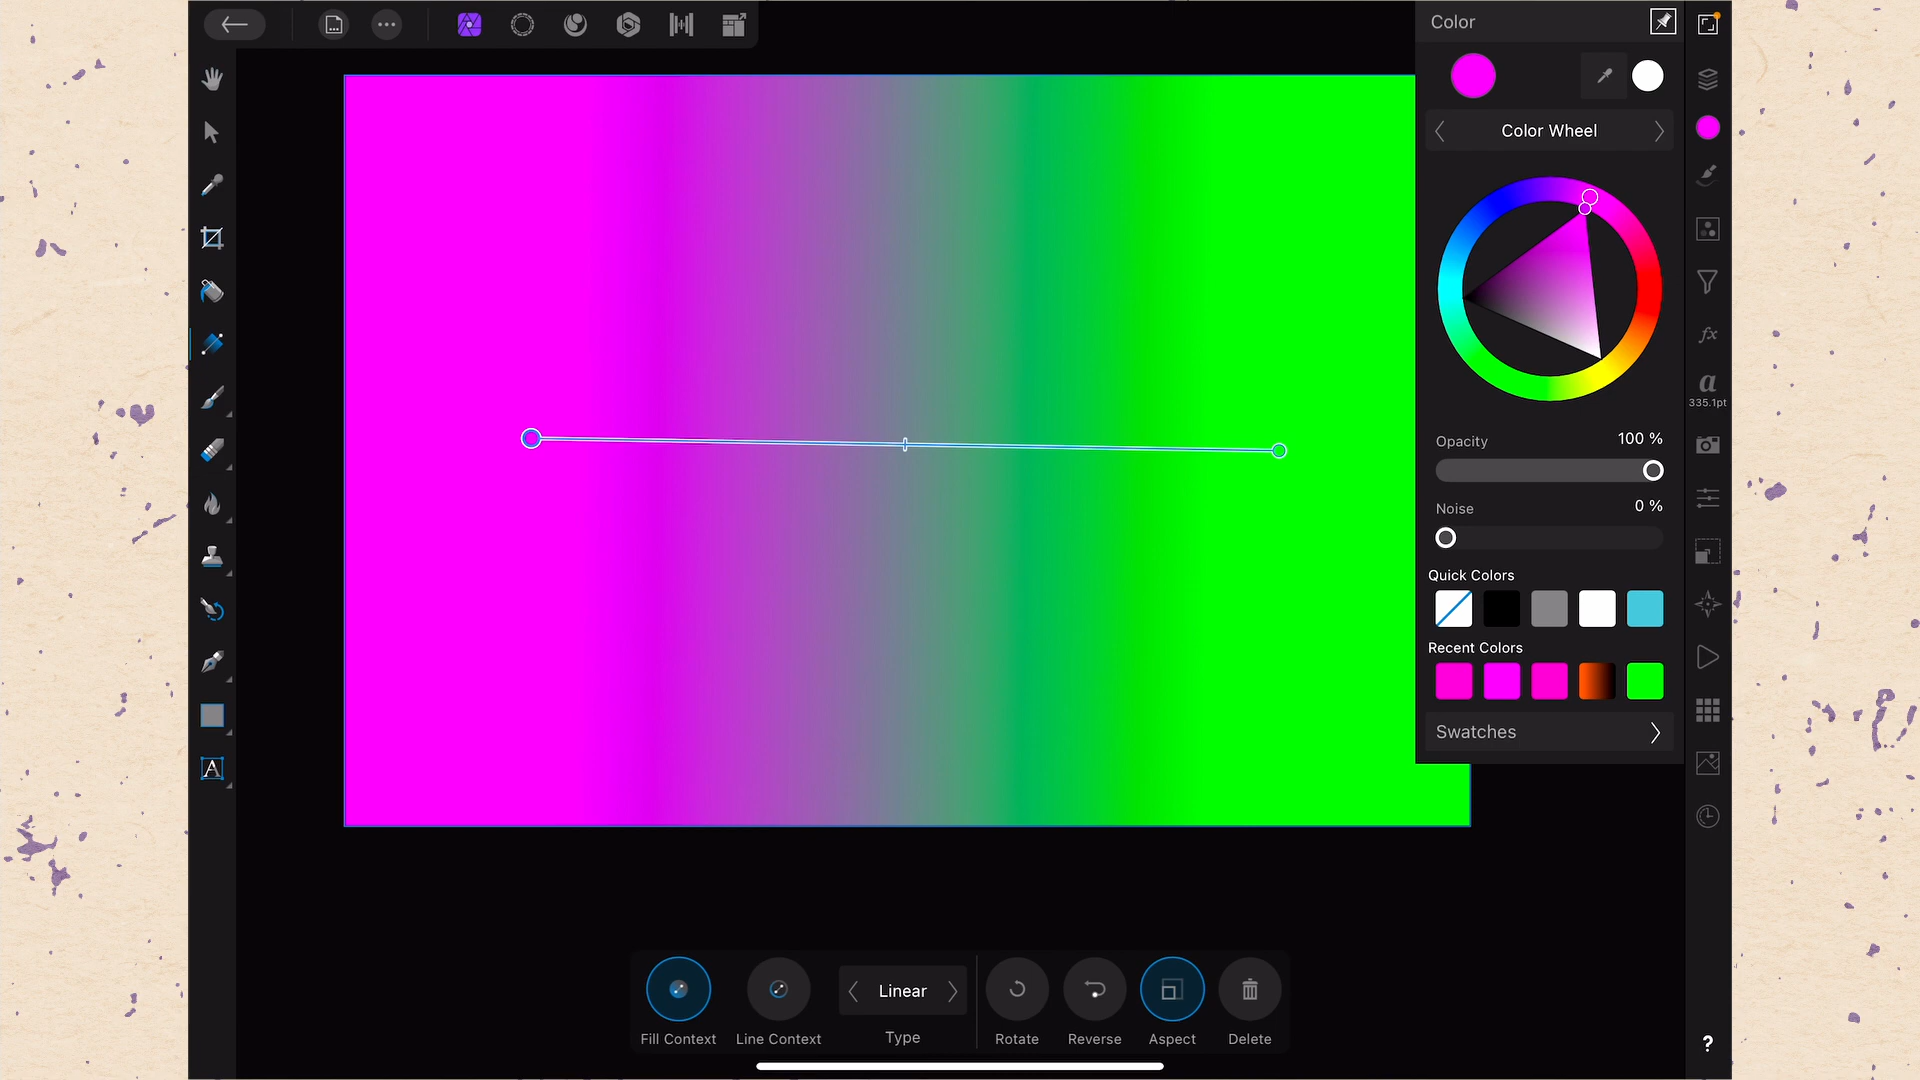 Color
Color Wheel
a
335.1pt
fx
Opacity
100 %
Noise
0 %
Quick Colors
Recent Colors
Swatches
A
Linear
Fill Context
Line Context
Type
Rotate
Reverse
Aspect
Delete
?